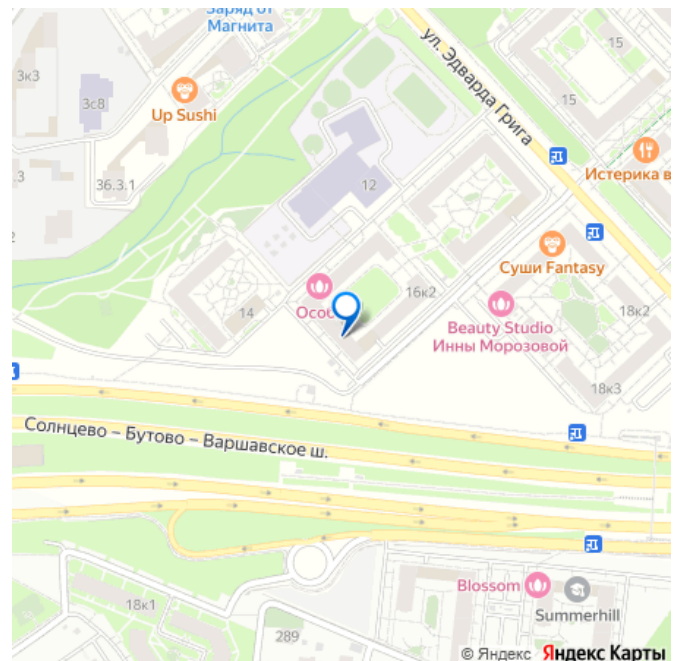 Заряд от
Магнита
3к3
3с8
Up Sushi
ул. Эдварда Грига
15
15
3
36.3.1
12
Истерика в
2
Суши Fantasy
16к2
Осо
14
Beauty Studio
Инны Морозовой
18к2
18к3
Солнцево – Бутово – Варшавское ш.
Blossom
Summerhill
18к1
289
© Яндекс Яндекс Карты